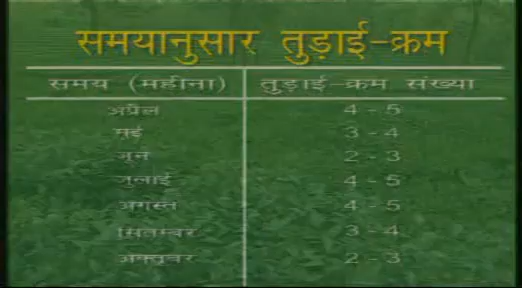 समयानुसार तुड़ाई-क्रम
समय (महीना) तुड़ाई-क्रम संख्या
अप्रैल 4 - 5
मई 3 - 4
जून 2 - 3
जुलाई 4 - 5
अगस्त 4 - 5
सितम्बर 3 - 4
अक्तूबर 2 - 3